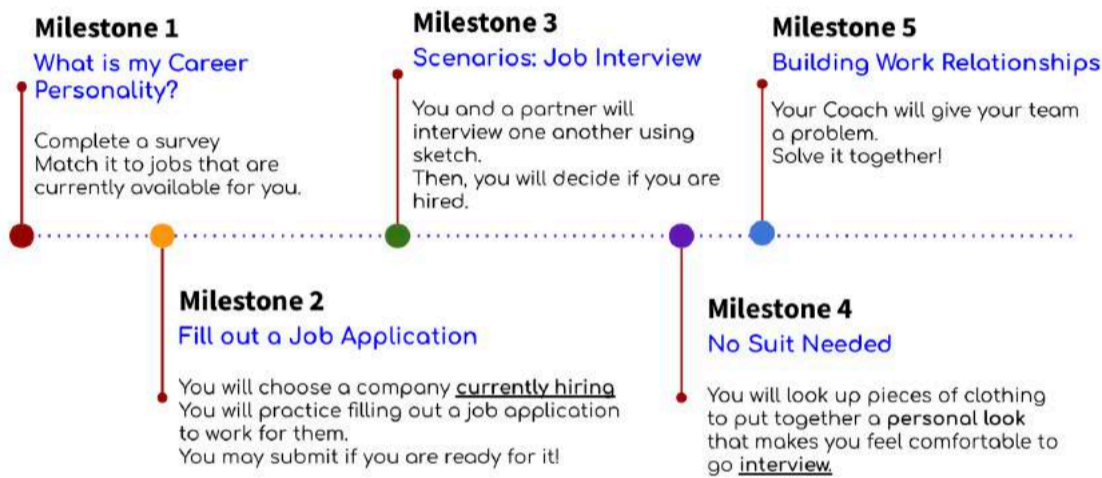 Milestone 1
What is my Career
Personality?
Complete a survey
Match it to jobs that are
currently available for you.
Milestone 2
Fill out a Job Application
You will choose a company currently hiring
You will practice filling out a job application
to work for them.
You may submit if you are ready for it!
Milestone 3
Scenarios: Job Interview
You and a partner will
interview one another using
sketch.
Then, you will decide if you are
hired.
Milestone 4
No Suit Needed
You will look up pieces of clothing
to put together a personal look
that makes you feel comfortable to
go interview.
Milestone 5
Building Work Relationships
Your Coach will give your team
a problem.
Solve it together!